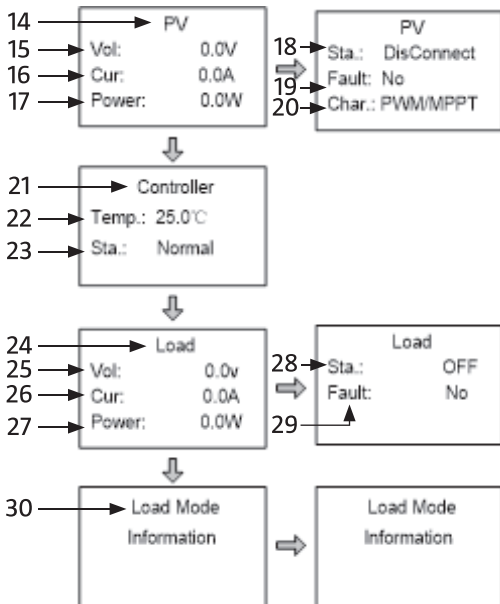 14
PV
15
Vol: 0.0V
16
Cur: 0.0A
17
Power: 0.0W
PV
18
Sta.: DisConnect
19
Fault: No
20
Char.: PWM/MPPT
21
Controller
22
Temp.: 25.0℃
23
Sta.: Normal
24
Load
25
Vol: 0.0v
26
Cur: 0.0A
27
Power: 0.0W
Load
28
Sta.: OFF
Fault: No
29
30
Load Mode
Information
Load Mode
Information